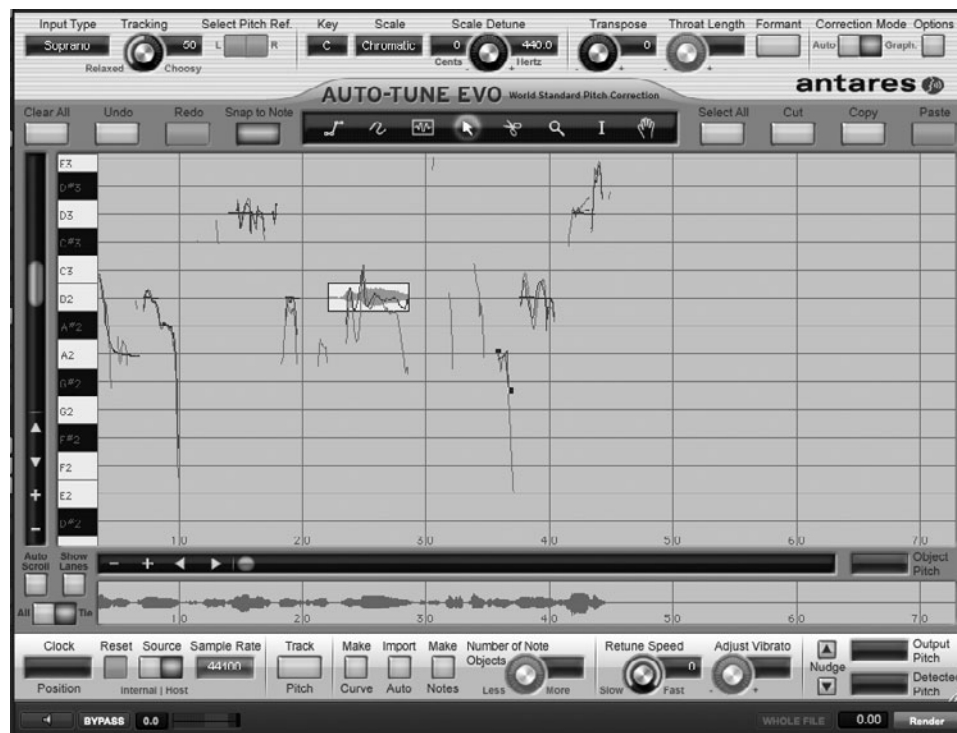 Input Type Tracking Select Pitch Ref. Key Scale Scale Detune Transpose Throat Length Formant Correction Mode Options
Soprano 50 L R C Chromatic 0 440.0 0 Auto Graph.
Relaxed Choosy Cents - + Hertz - + - +
antares
AUTO-TUNE EVO World Standard Pitch Correction
Clear All Undo Redo Snap to Note Select All Cut Copy Paste
D#3
D3
C#3
C3
A#2
A2
G#2
G2
F#2
F2
E2
D#2
1|0 2|0 3|0 4|0 5|0 6|0 7|0
Auto Scroll Show Lanes - + Object Pitch
All Tie
1|0 2|0 3|0 4|0 5|0 6|0 7|0
Clock Reset Source Sample Rate Track Make Import Make Number of Note Objects Retune Speed Adjust Vibrato Output Pitch
44100 0 Nudge
Position Internal | Host Pitch Curve Auto Notes Less More Slow Fast - + Detected Pitch
BYPASS 0.0 WHOLE FILE 0.00 Render